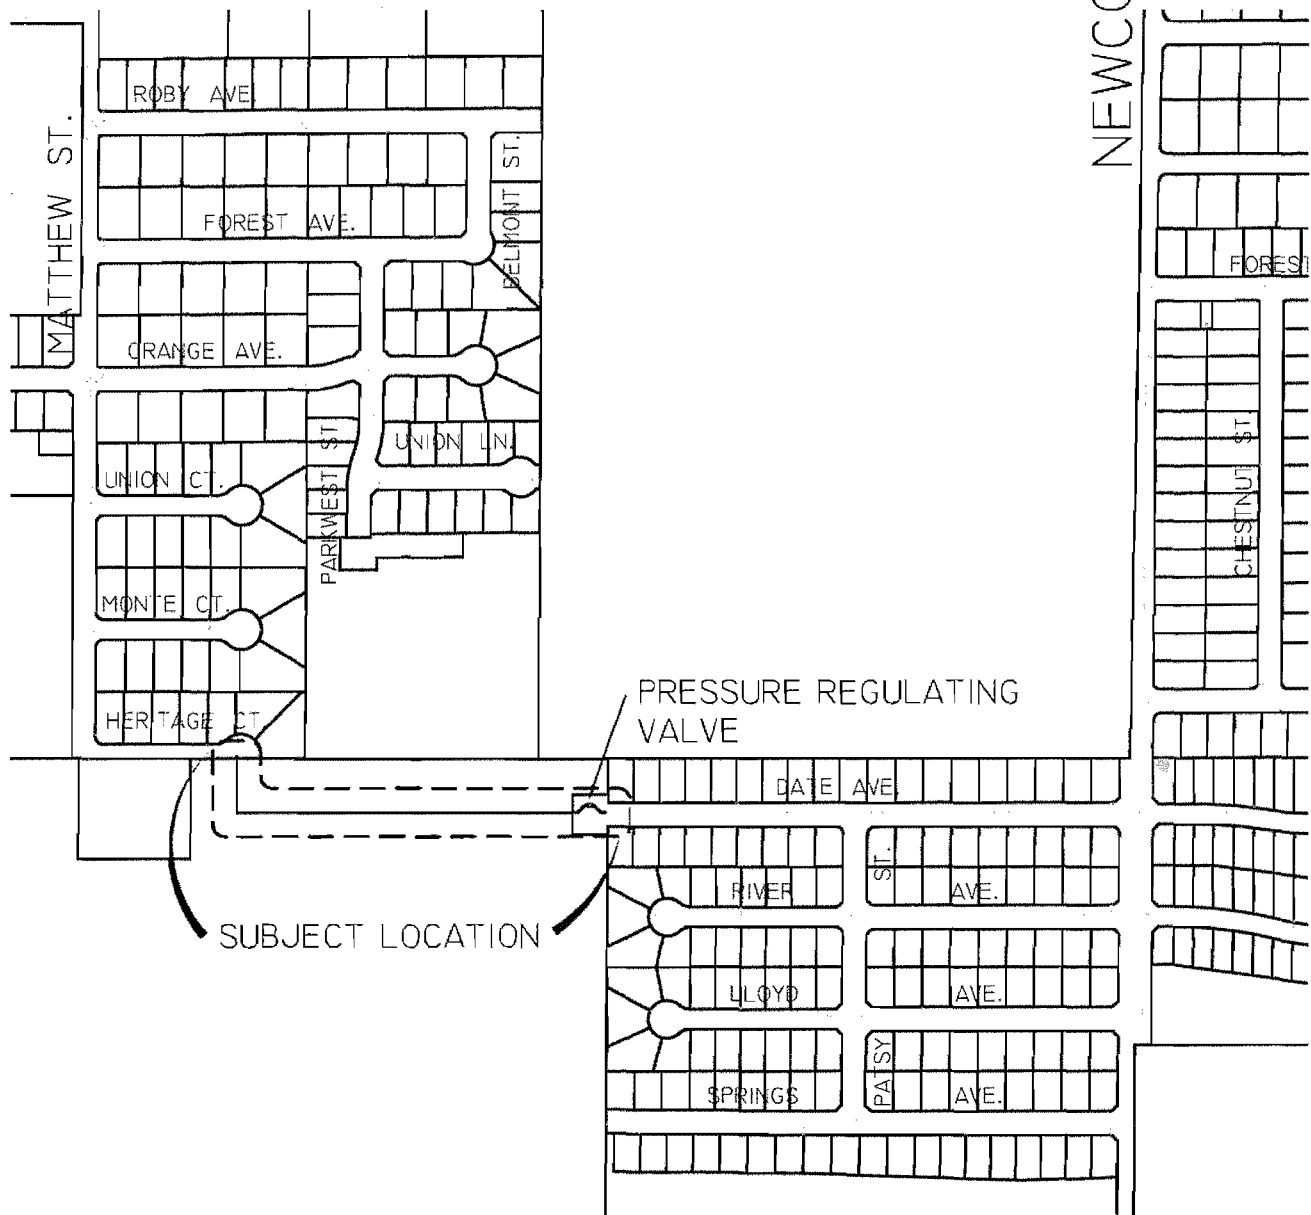 NEWCO
ROBY AVE.
MATTHEW ST.
BELMONT ST.
FOREST AVE.
FOREST
ORANGE AVE.
PARKWEST ST
UNION LN.
CHESTNUT ST
UNION CT.
MONTE CT.
HERITAGE CT
PRESSURE REGULATING
VALVE
DATE AVE.
RIVER AVE.
SUBJECT LOCATION
LLOYD AVE.
PATSY ST.
SPRINGS AVE.